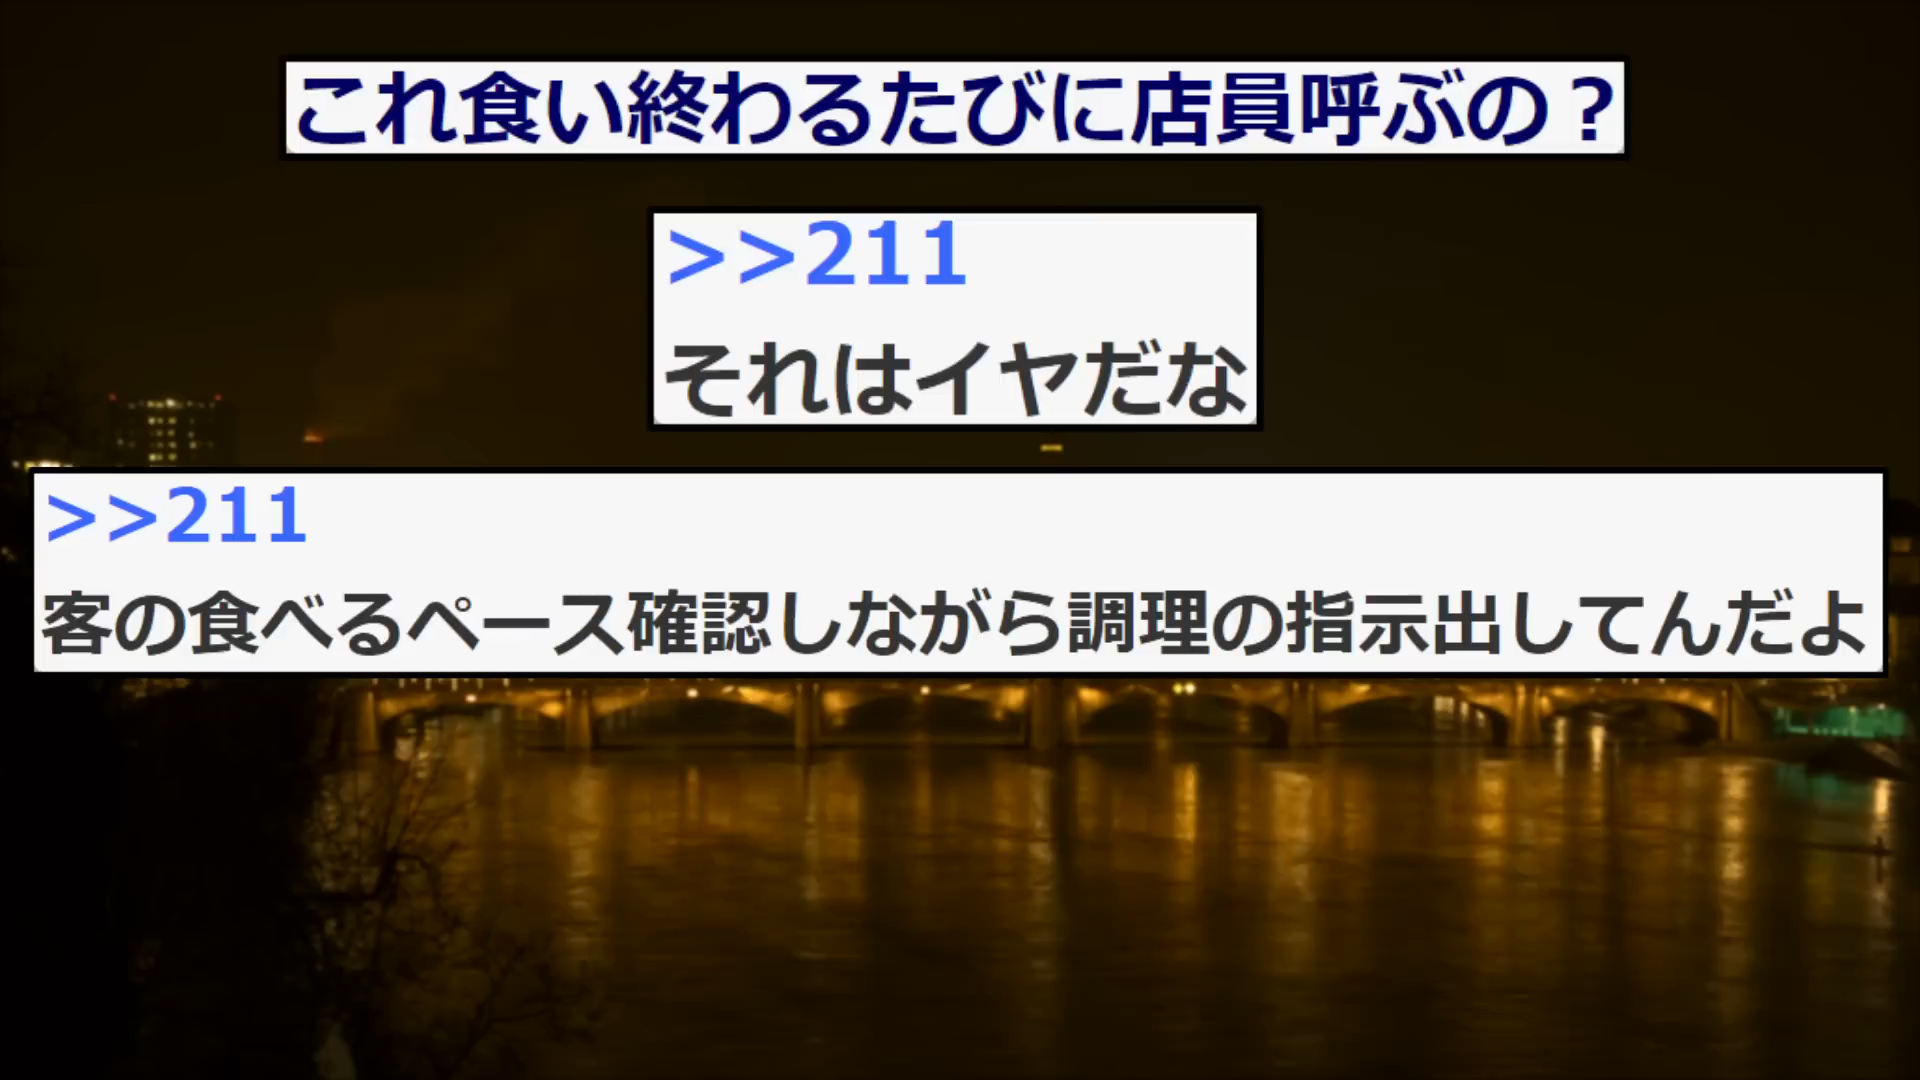 これ食い終わるたびに店員呼ぶの？
>>211
それはイヤだな
>>211
客の食べるペース確認しながら調理の指示出してんだよ